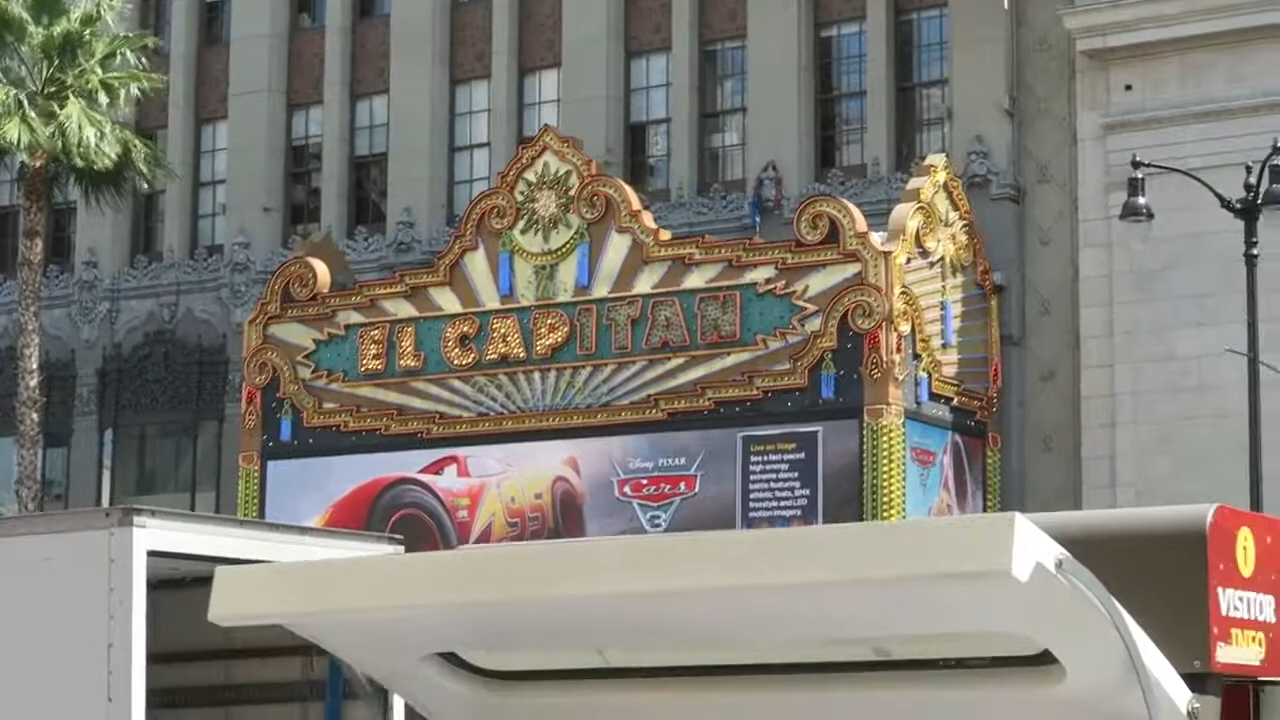 EL CAPITAN
95
Disney PIXAR
Cars
3
Live on Stage
See a fast-paced
high-energy
extreme dance
battle featuring
athletic feats, BMX
freestyle and LED
motion imagery.
Cars
i
VISITOR
INFO